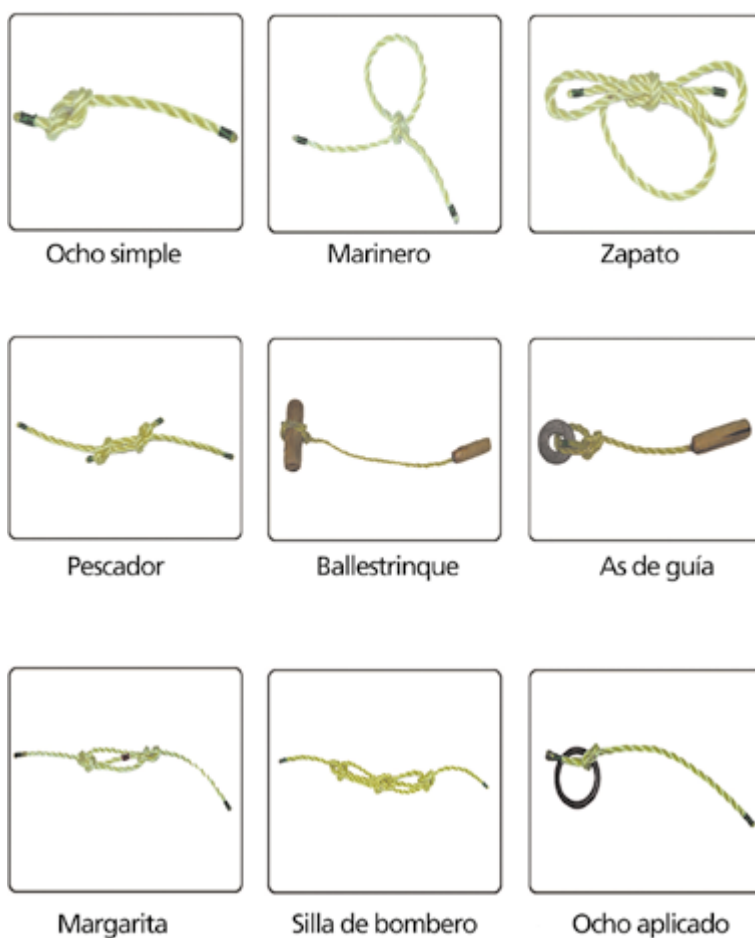 Ocho simple
Marinero
Zapato
Pescador
Ballestrinque
As de guía
Margarita
Silla de bombero
Ocho aplicado